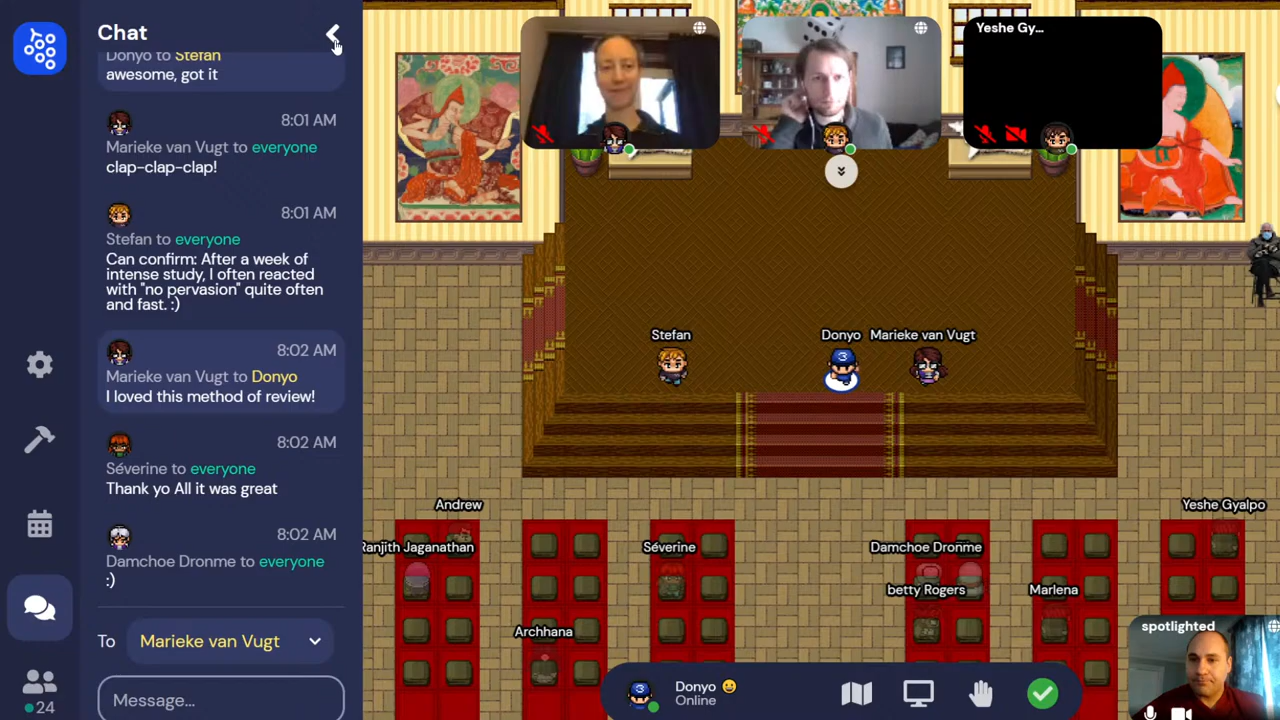 Chat
Donyo to Stefan
awesome, got it
8:01 AM
Marieke van Vugt to everyone
clap-clap-clap!
8:01 AM
Stefan to everyone
Can confirm: After a week of
intense study, I often reacted
with "no pervasion" quite often
and fast. :)
8:02 AM
Marieke van Vugt to Donyo
I loved this method of review!
8:02 AM
Séverine to everyone
Thank yo All it was great
8:02 AM
Damchoe Dronme to everyone
:)
To Marieke van Vugt
Message...
24
Yeshe Gy...
Stefan
Donyo
Marieke van Vugt
Andrew
Yeshe Gyalpo
Ranjith Jaganathan
Séverine
Damchoe Dronme
betty Rogers
Marlena
Archhana
spotlighted
Donyo
Online